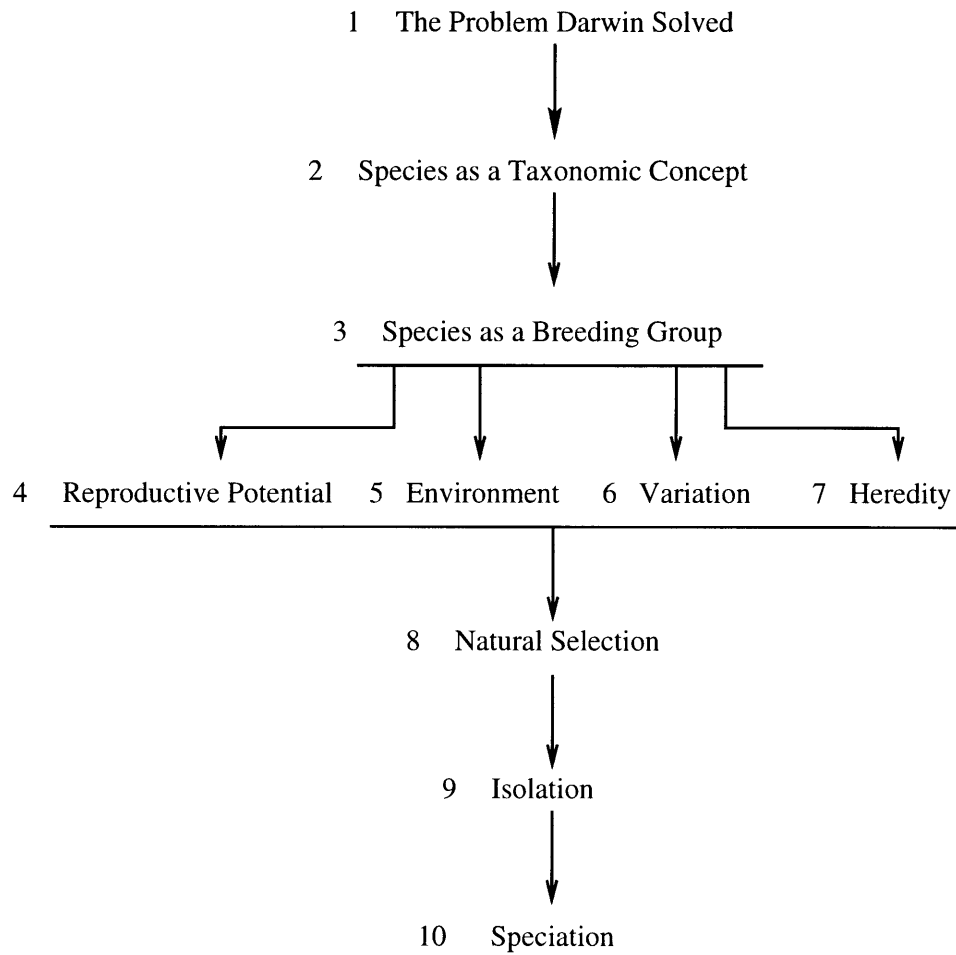 1 The Problem Darwin Solved
2 Species as a Taxonomic Concept
3 Species as a Breeding Group
4 Reproductive Potential 5 Environment 6 Variation 7 Heredity
8 Natural Selection
9 Isolation
10 Speciation